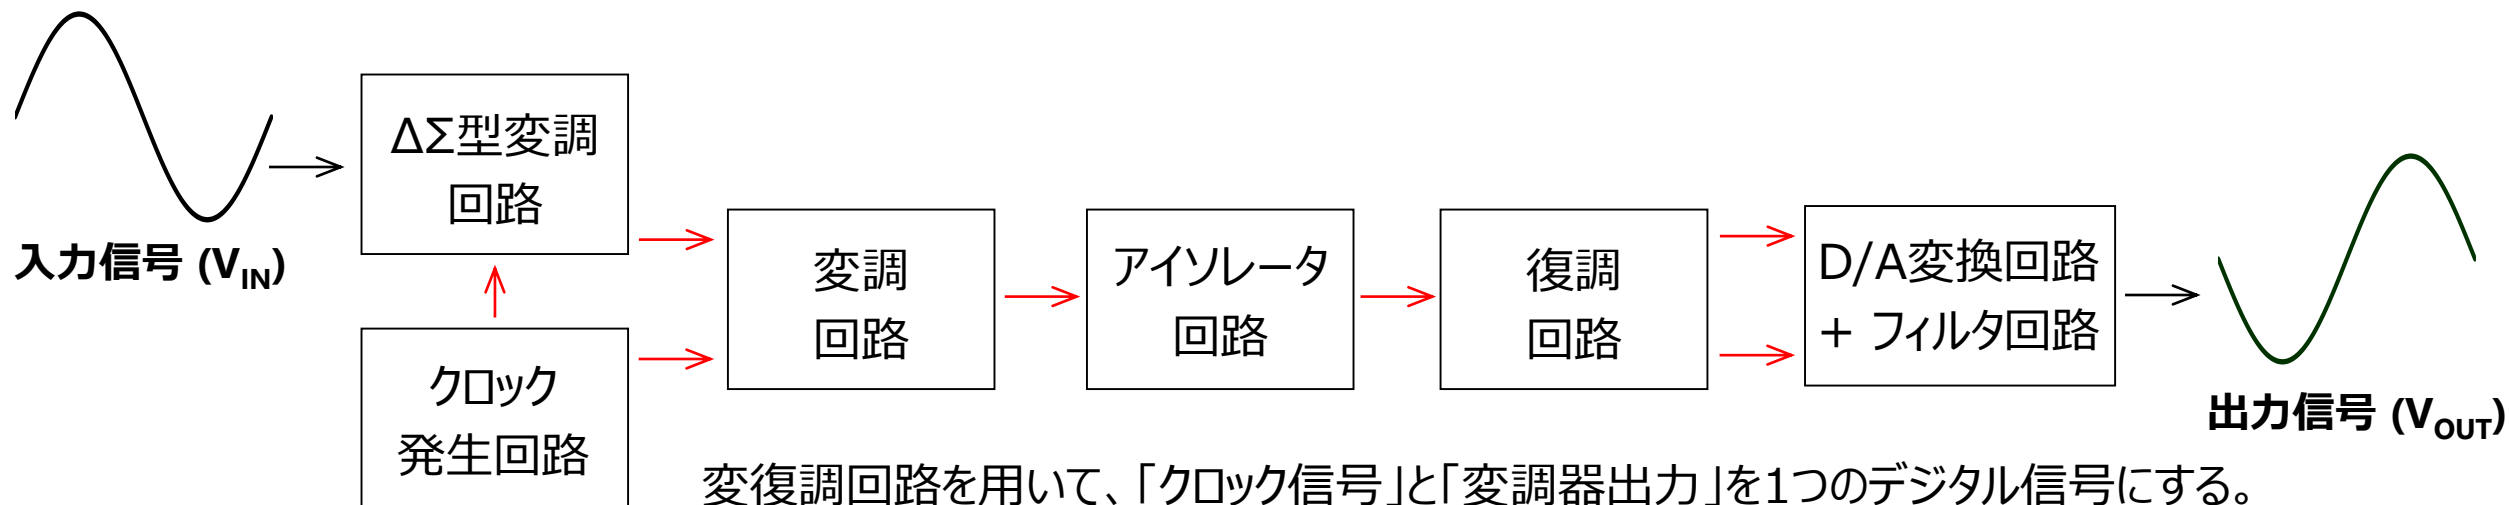 ΔΣ型変調
回路
入力信号 (VIN)
変調
回路
アイソレータ
回路
復調
回路
D/A変換回路
+ フィルタ回路
クロック
発生回路
出力信号 (VOUT)
変復調回路を用いて、「クロック信号」と「変調器出力」を1つのデジタル信号にする。